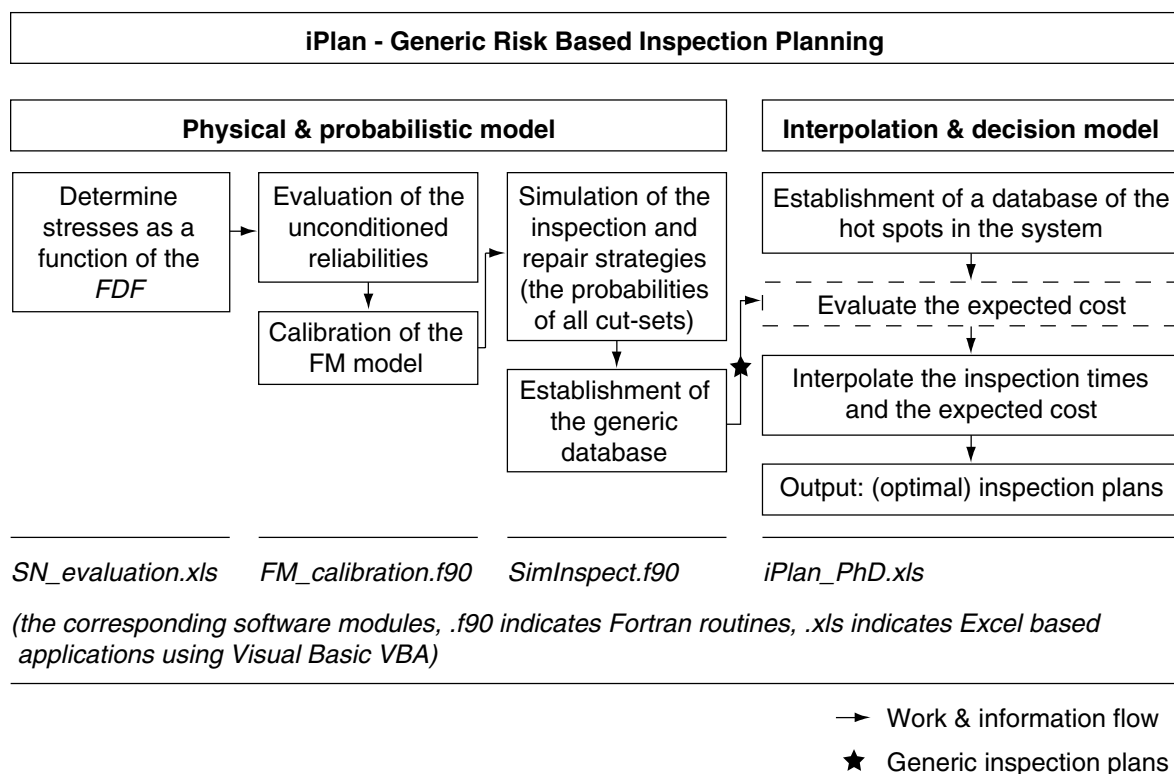 iPlan - Generic Risk Based Inspection Planning
Physical & probabilistic model
Interpolation & decision model
Determine
stresses as a
function of the
FDF
Evaluation of the
unconditioned
reliabilities
Calibration of the
FM model
Simulation of the
inspection and
repair strategies
(the probabilities
of all cut-sets)
Establishment of
the generic
database
Establishment of a database of the
hot spots in the system
Evaluate the expected cost
Interpolate the inspection times
and the expected cost
Output: (optimal) inspection plans
SN_evaluation.xls
FM_calibration.f90
SimInspect.f90
iPlan_PhD.xls
(the corresponding software modules, .f90 indicates Fortran routines, .xls indicates Excel based
applications using Visual Basic VBA)
Work & information flow
Generic inspection plans